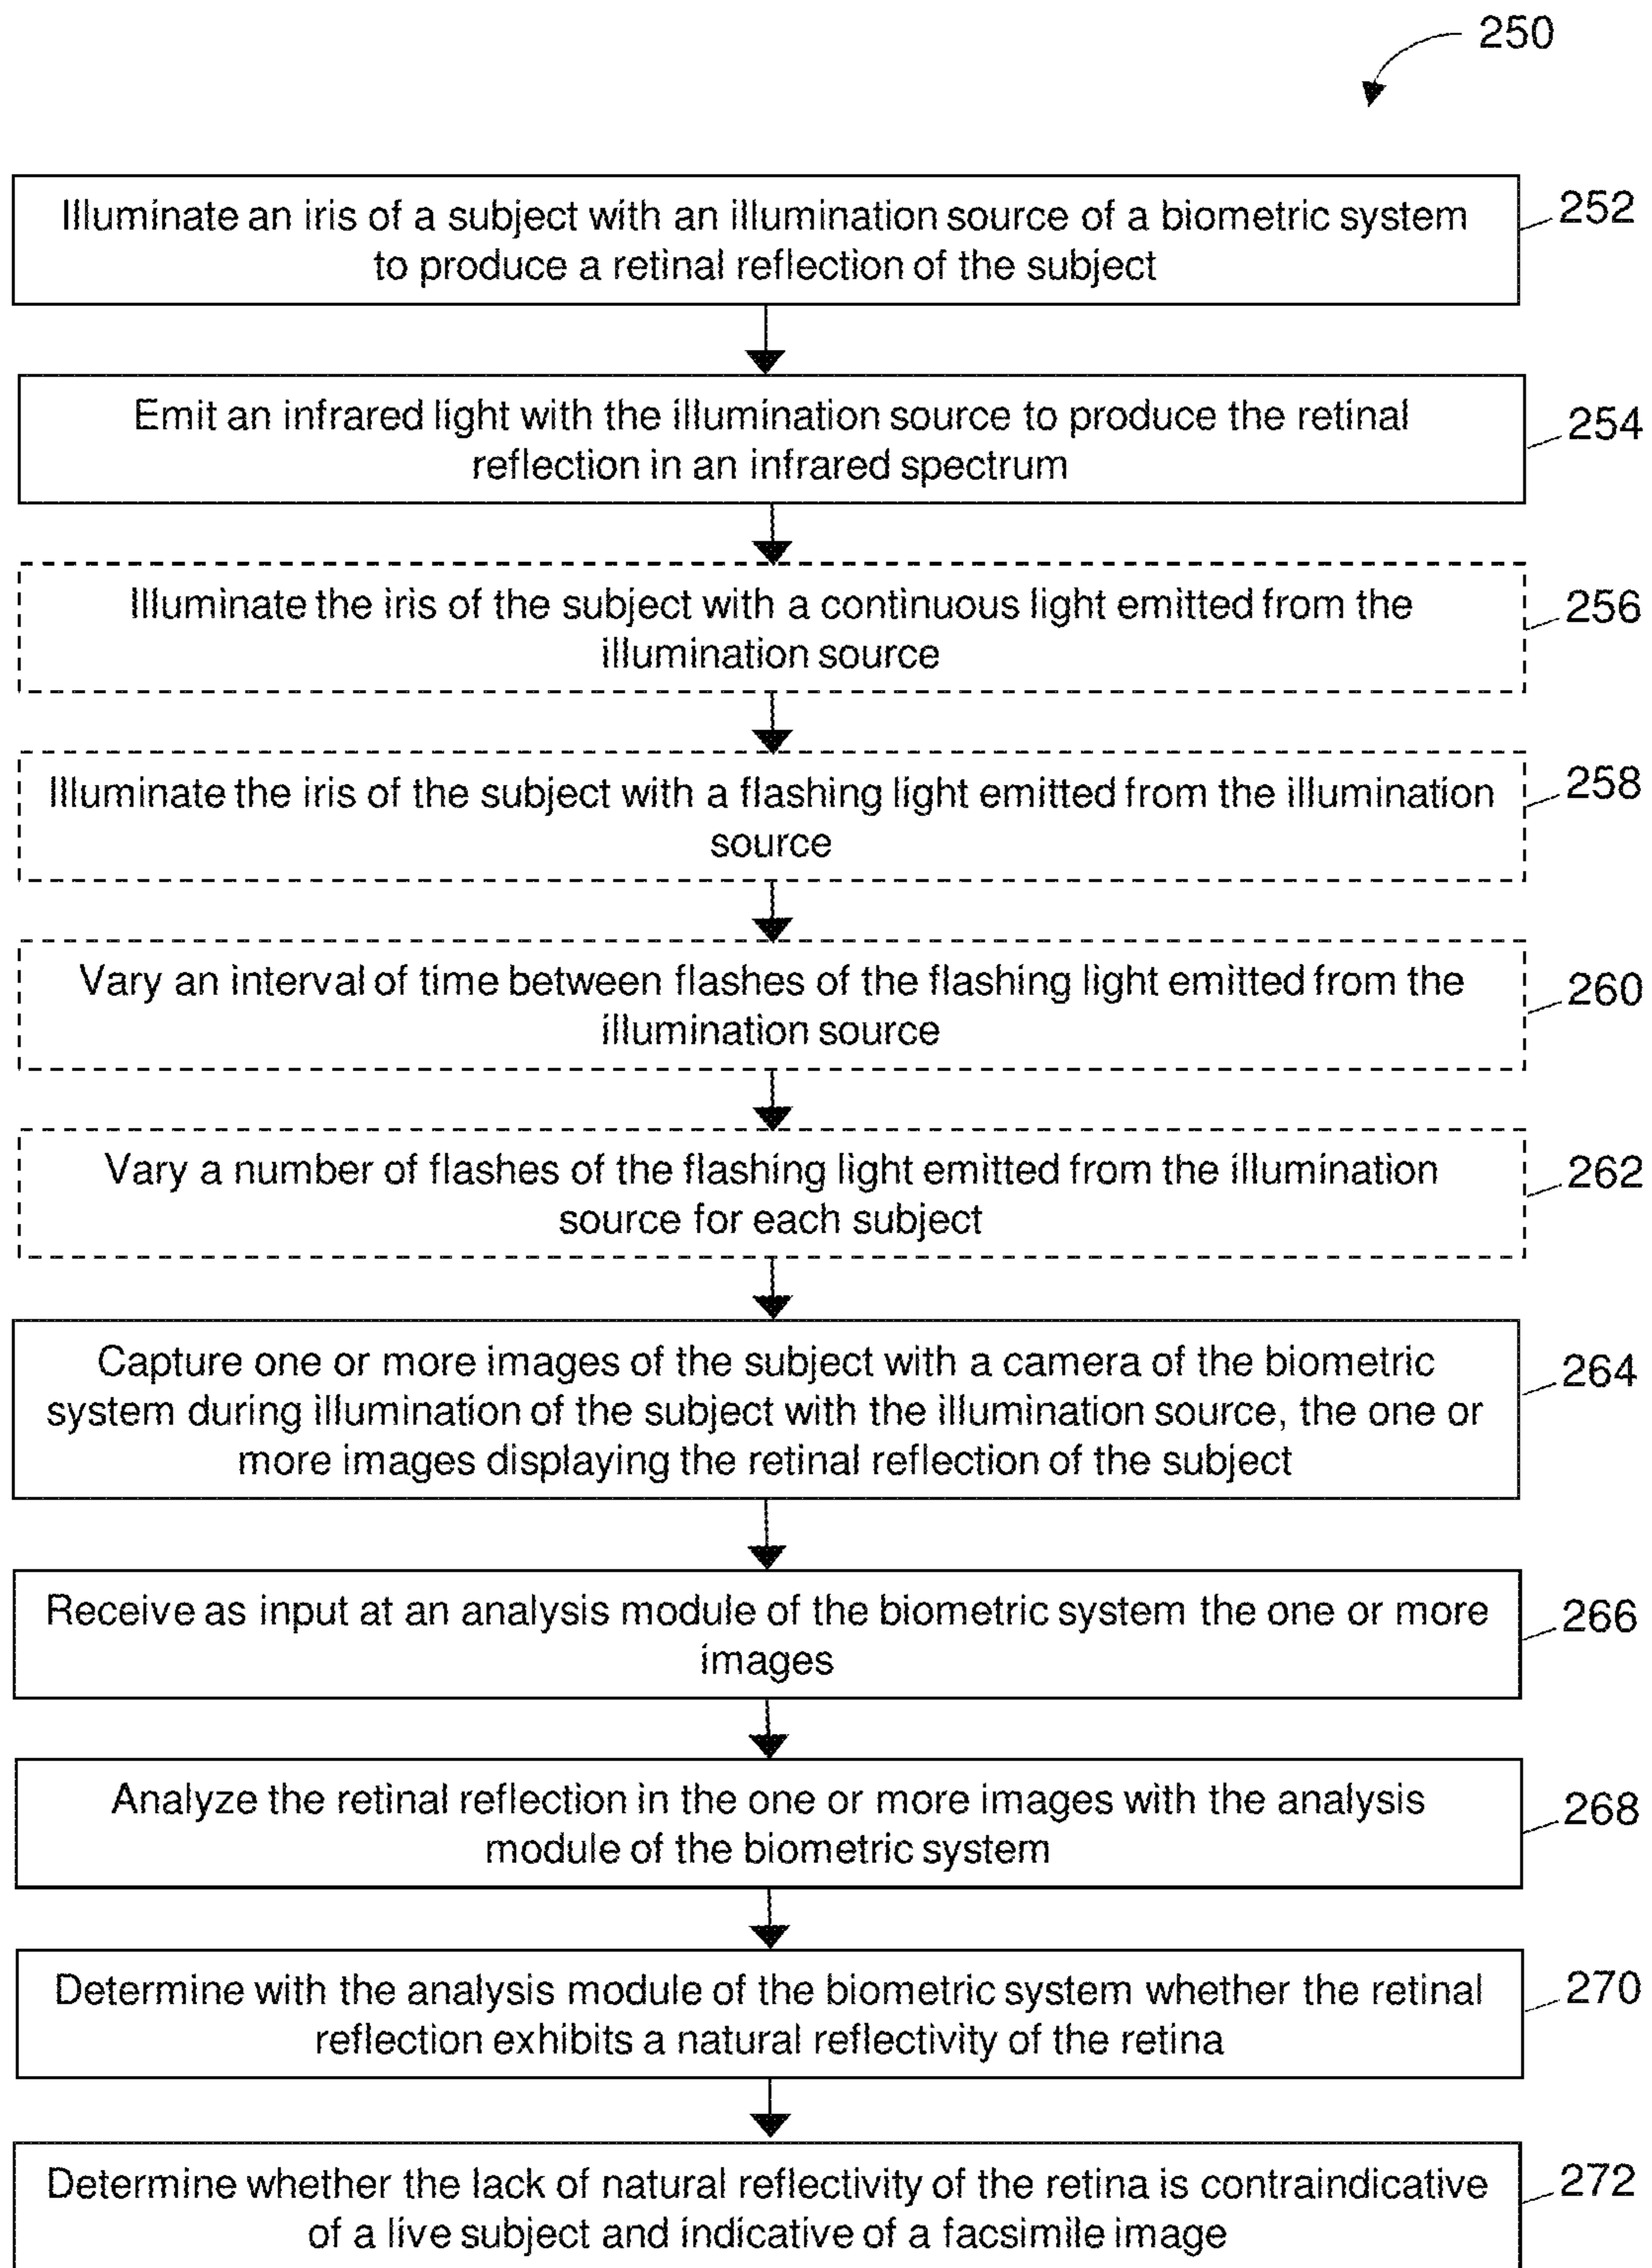 250
Illuminate an iris of a subject with an illumination source of a biometric system
to produce a retinal reflection of the subject
252
Emit an infrared light with the illumination source to produce the retinal
reflection in an infrared spectrum
254
Illuminate the iris of the subject with a continuous light emitted from the
illumination source
256
Illuminate the iris of the subject with a flashing light emitted from the illumination
source
258
Vary an interval of time between flashes of the flashing light emitted from the
illumination source
260
Vary a number of flashes of the flashing light emitted from the illumination
source for each subject
262
Capture one or more images of the subject with a camera of the biometric
system during illumination of the subject with the illumination source, the one or
more images displaying the retinal reflection of the subject
264
Receive as input at an analysis module of the biometric system the one or more
images
266
Analyze the retinal reflection in the one or more images with the analysis
module of the biometric system
268
Determine with the analysis module of the biometric system whether the retinal
reflection exhibits a natural reflectivity of the retina
270
Determine whether the lack of natural reflectivity of the retina is contraindicative
of a live subject and indicative of a facsimile image
272